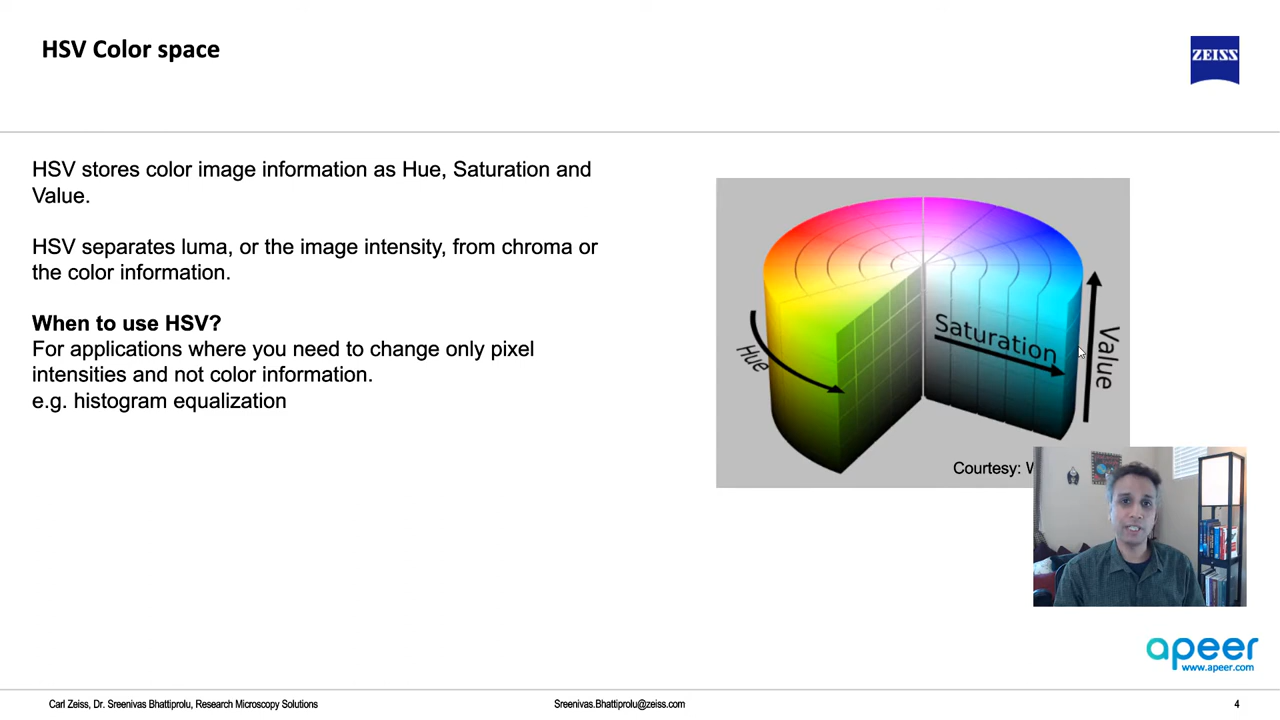 HSV Color space
ZEISS
HSV stores color image information as Hue, Saturation and
Value.
HSV separates luma, or the image intensity, from chroma or
the color information.
When to use HSV?
For applications where you need to change only pixel
intensities and not color information.
e.g. histogram equalization
Hue
Saturation
Value
Courtesy:
apeer
www.apeer.com
Carl Zeiss, Dr. Sreenivas Bhattiprolu, Research Microscopy Solutions
Sreenivas.Bhattiprolu@zeiss.com
4